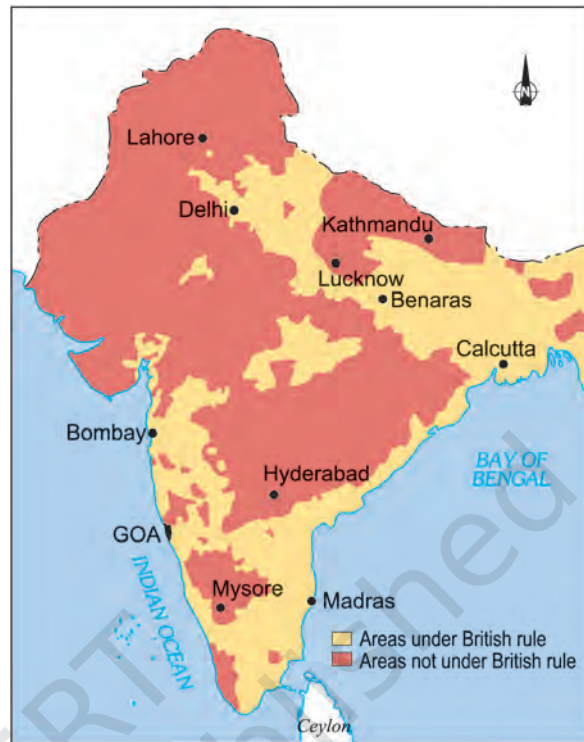 N
Lahore
Delhi
Kathmandu
Lucknow
Benaras
Calcutta
Bombay
Hyderabad
BAY OF
BENGAL
GOA
INDIAN OCEAN
Mysore
Madras
Areas under British rule
Areas not under British rule
Ceylon